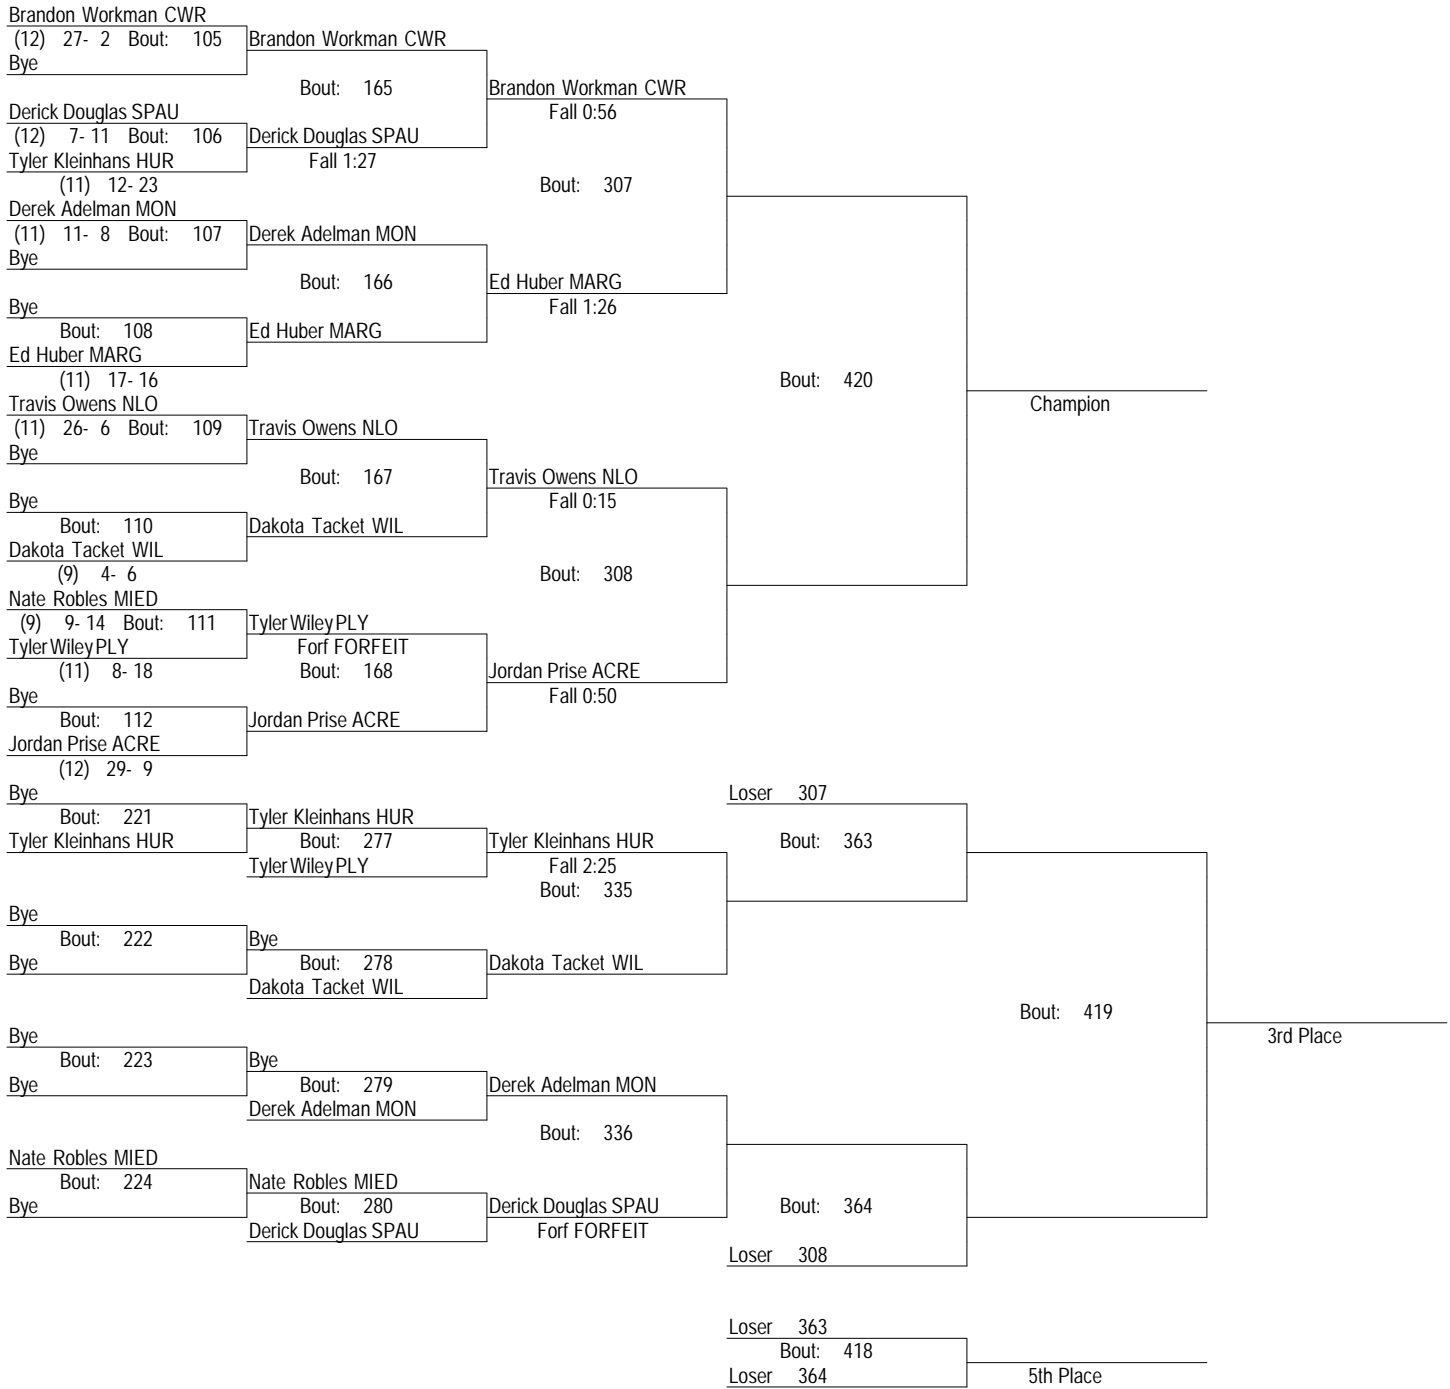 Brandon Workman CWR
(12) 27- 2 Bout: 105 Brandon Workman CWR
Bye
Bout: 165 Brandon Workman CWR
Derick Douglas SPAU Fall 0:56
(12) 7- 11 Bout: 106 Derick Douglas SPAU
Tyler Kleinhans HUR Fall 1:27
(11) 12- 23 Bout: 307
Derek Adelman MON
(11) 11- 8 Bout: 107 Derek Adelman MON
Bye
Bout: 166 Ed Huber MARG
Bye Fall 1:26
Bout: 108 Ed Huber MARG
Ed Huber MARG
(11) 17- 16 Bout: 420
Travis Owens NLO Champion
(11) 26- 6 Bout: 109 Travis Owens NLO
Bye
Bout: 167 Travis Owens NLO
Bye Fall 0:15
Bout: 110 Dakota Tacket WIL
Dakota Tacket WIL
(9) 4- 6 Bout: 308
Nate Robles MIED
(9) 9- 14 Bout: 111 Tyler Wiley PLY
Tyler Wiley PLY Forf FORFEIT
(11) 8- 18 Bout: 168 Jordan Prise ACRE
Bye Fall 0:50
Bout: 112 Jordan Prise ACRE
Jordan Prise ACRE
(12) 29- 9
Bye Loser 307
Bout: 221 Tyler Kleinhans HUR
Tyler Kleinhans HUR Bout: 277 Tyler Kleinhans HUR Bout: 363
Tyler Wiley PLY Fall 2:25
Bout: 335
Bye
Bout: 222 Bye
Bye Bout: 278 Dakota Tacket WIL
Dakota Tacket WIL
Bout: 419
Bye 3rd Place
Bout: 223 Bye
Bye Bout: 279 Derek Adelman MON
Derek Adelman MON
Bout: 336
Nate Robles MIED
Bout: 224 Nate Robles MIED
Bye Bout: 280 Derick Douglas SPAU Bout: 364
Derick Douglas SPAU Forf FORFEIT
Loser 308
Loser 363
Bout: 418
Loser 364 5th Place